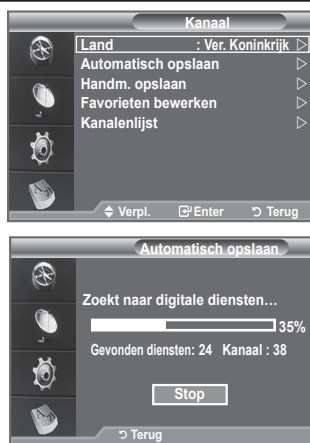 Kanaal
Land : Ver. Koninkrijk
Automatisch opslaan
Handm. opslaan
Favorieten bewerken
Kanalenlijst
Verpl. Enter Terug
Automatisch opslaan
Zoekt naar digitale diensten…
35%
Gevonden diensten: 24 Kanaal : 38
Stop
Terug